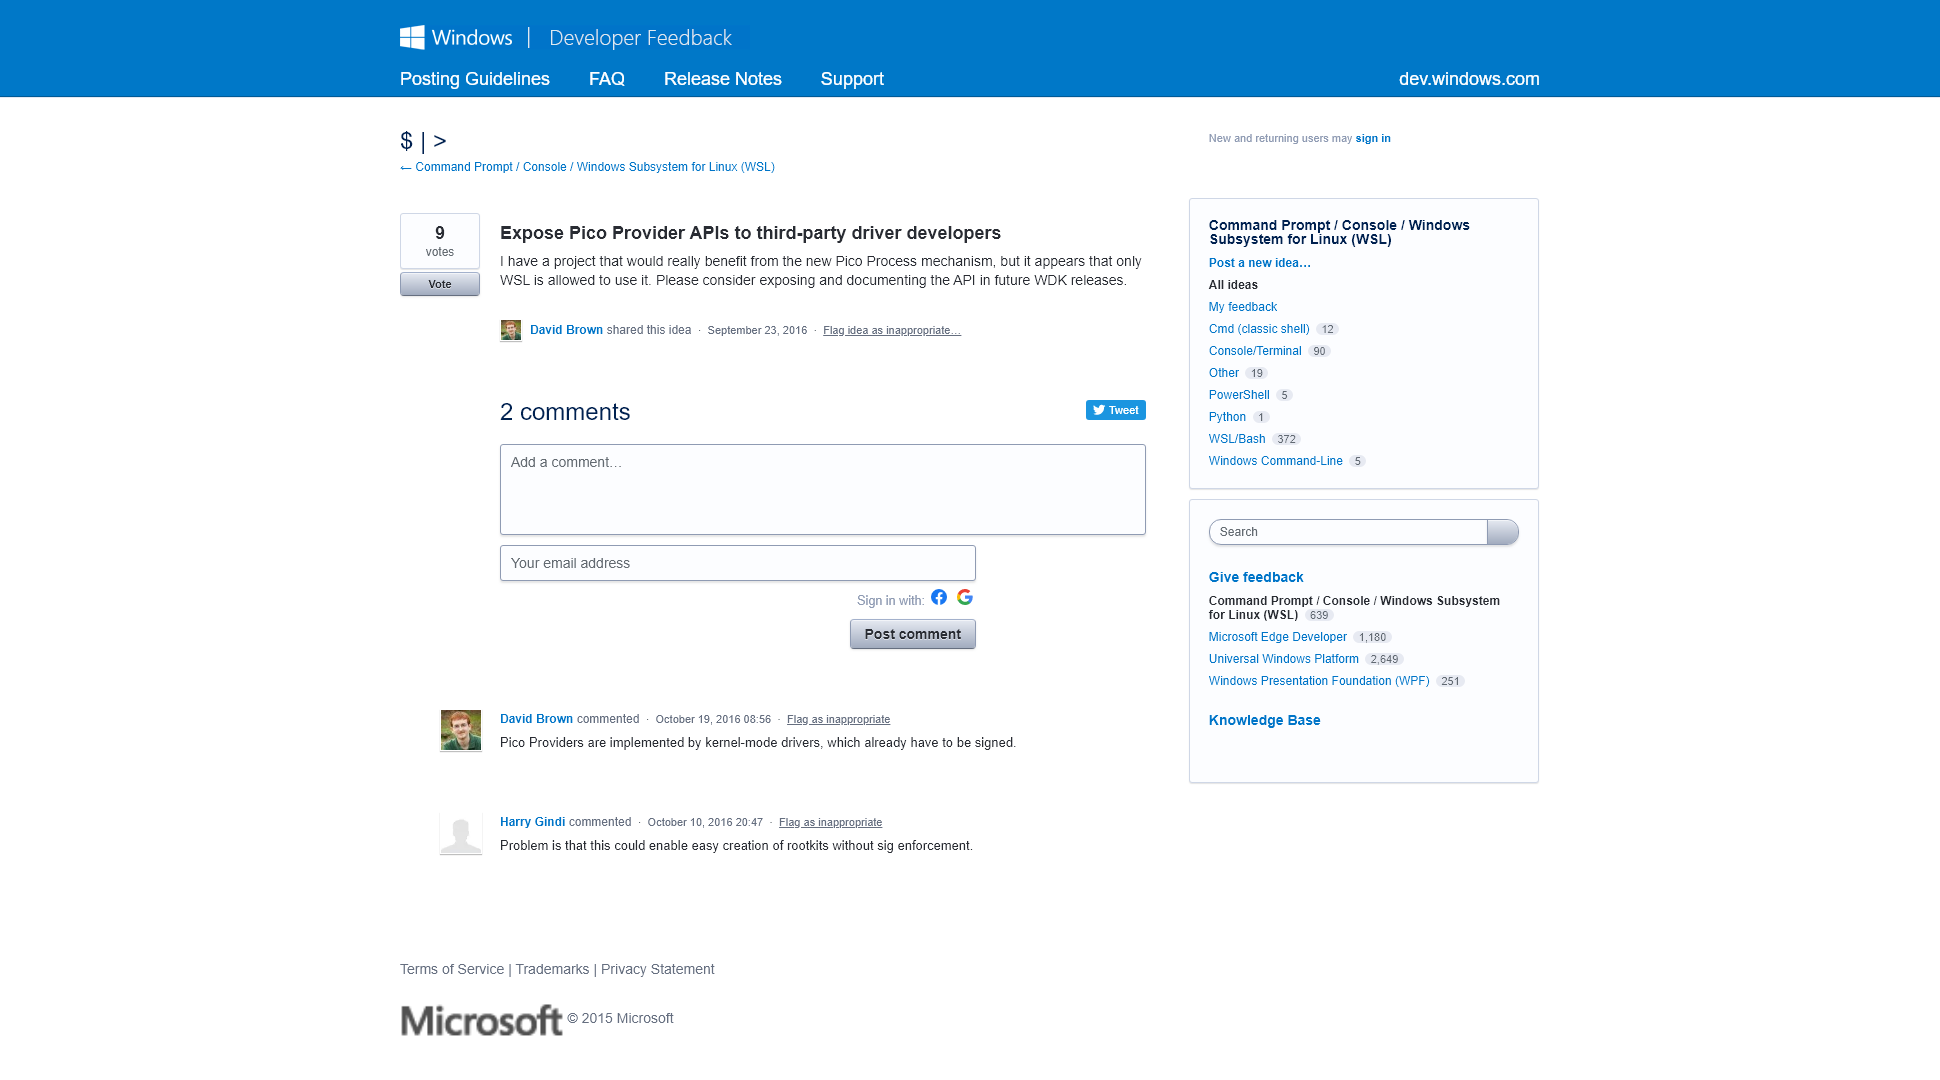 Windows | Developer Feedback
Posting Guidelines FAQ Release Notes Support dev.windows.com
$ | >
New and returning users may sign in
← Command Prompt / Console / Windows Subsystem for Linux (WSL)
9
votes
Vote
Expose Pico Provider APIs to third-party driver developers
I have a project that would really benefit from the new Pico Process mechanism, but it appears that only
WSL is allowed to use it. Please consider exposing and documenting the API in future WDK releases.
David Brown shared this idea · September 23, 2016 · Flag idea as inappropriate…
2 comments
Tweet
Add a comment…
Your email address
Sign in with:
Post comment
David Brown commented · October 19, 2016 08:56 · Flag as inappropriate
Pico Providers are implemented by kernel-mode drivers, which already have to be signed.
Harry Gindi commented · October 10, 2016 20:47 · Flag as inappropriate
Problem is that this could enable easy creation of rootkits without sig enforcement.
Command Prompt / Console / Windows
Subsystem for Linux (WSL)
Post a new idea…
All ideas
My feedback
Cmd (classic shell) 12
Console/Terminal 90
Other 19
PowerShell 5
Python 1
WSL/Bash 372
Windows Command-Line 5
Search
Give feedback
Command Prompt / Console / Windows Subsystem
for Linux (WSL) 639
Microsoft Edge Developer 1,180
Universal Windows Platform 2,649
Windows Presentation Foundation (WPF) 251
Knowledge Base
Terms of Service | Trademarks | Privacy Statement
Microsoft © 2015 Microsoft